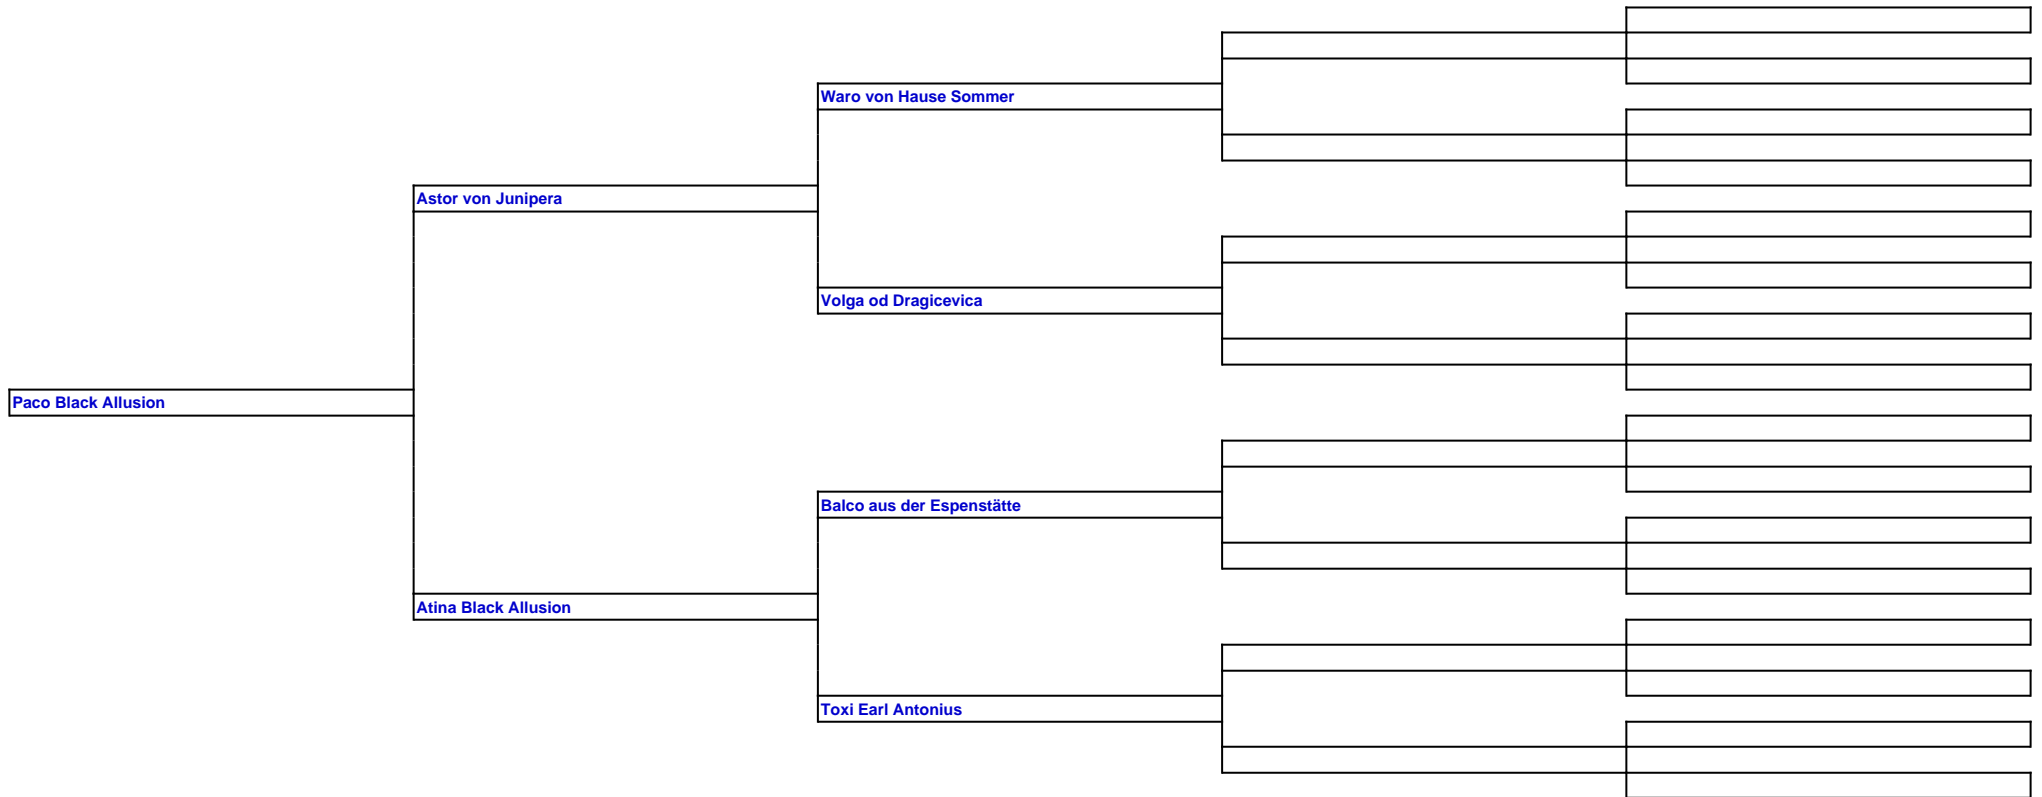 Waro von Hause Sommer
Astor von Junipera
Volga od Dragicevica
Paco Black Allusion
Balco aus der Espenstätte
Atina Black Allusion
Toxi Earl Antonius